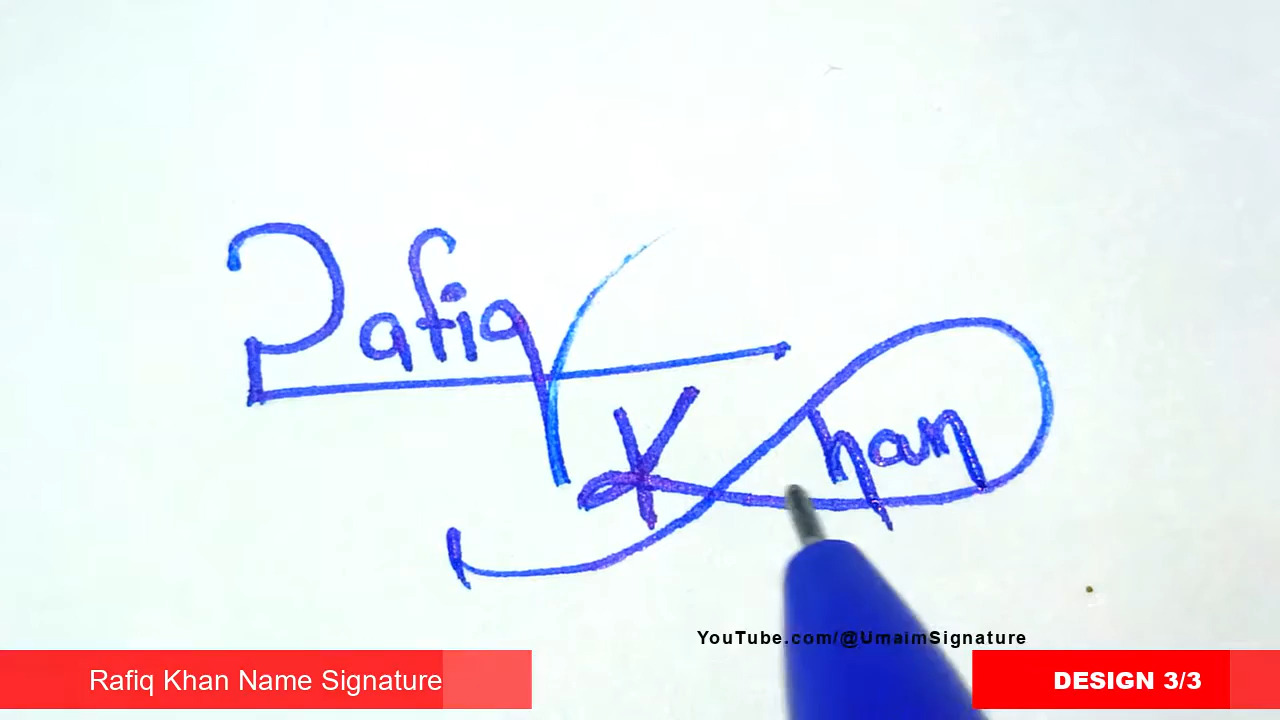 Rafiq
Khan
YouTube.com/@UmaimSignature
Rafiq Khan Name Signature
DESIGN 3/3